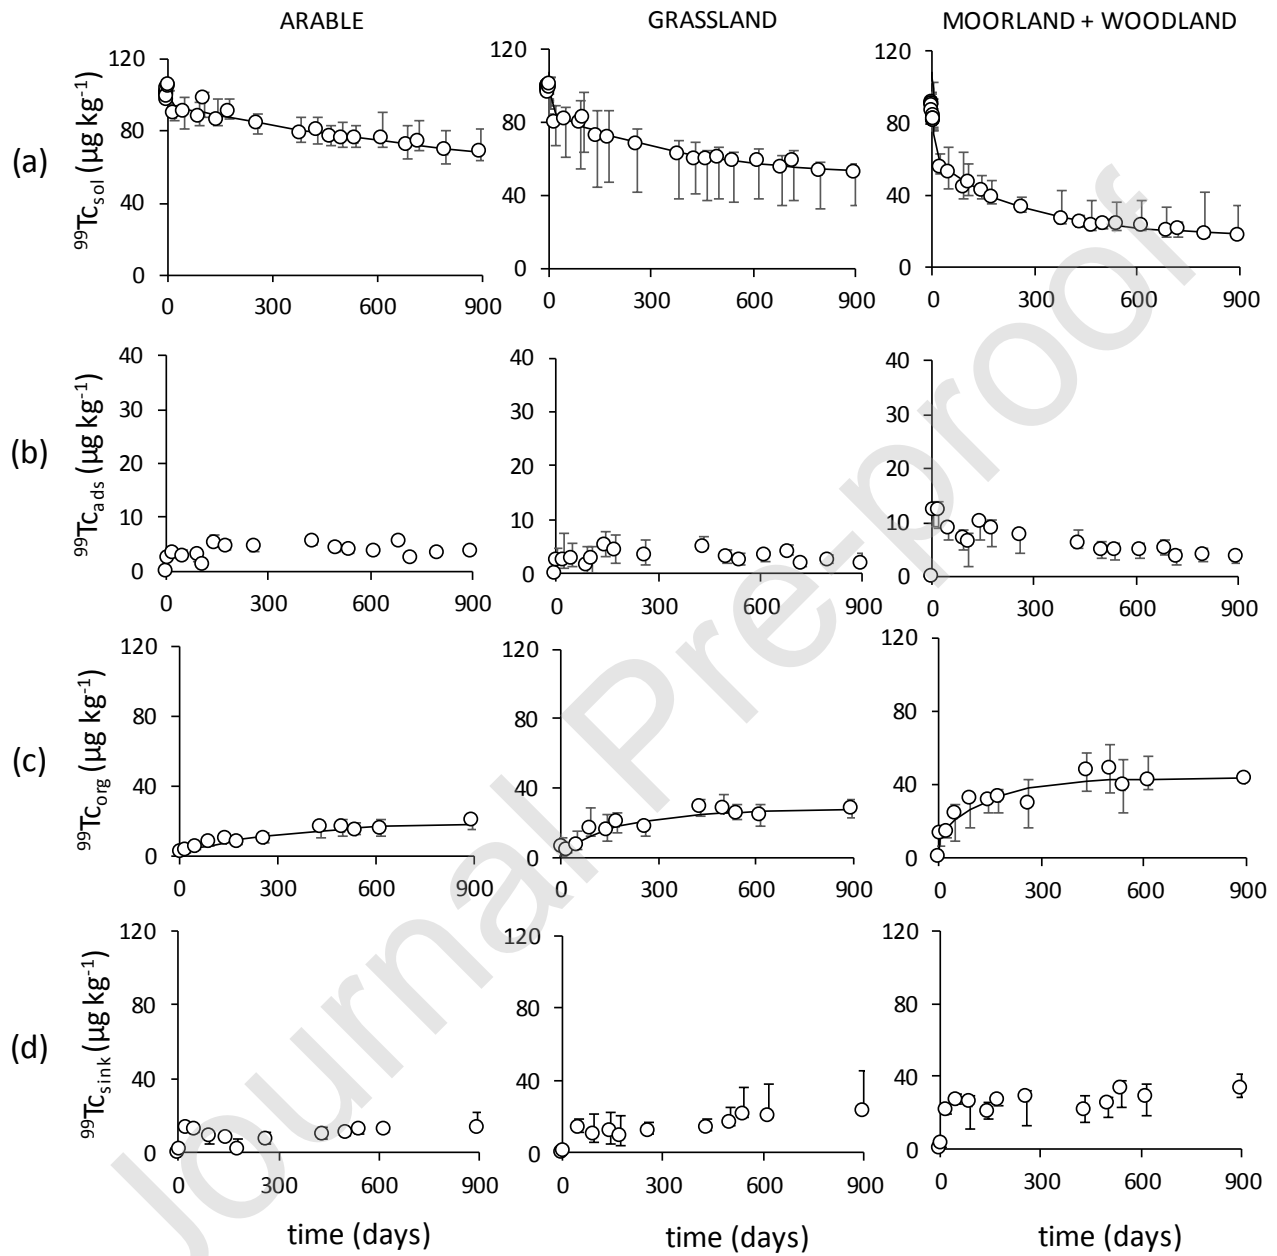 ARABLE GRASSLAND MOORLAND + WOODLAND
(a)
⁹⁹Tc_sol (µg kg⁻¹)
120 120 120
80 80 80
40 40 40
0 0 0
0 300 600 900 0 300 600 900 0 300 600 900
(b)
⁹⁹Tc_ads (µg kg⁻¹)
40 40 40
30 30 30
20 20 20
10 10 10
0 0 0
0 300 600 900 0 300 600 900 0 300 600 900
(c)
⁹⁹Tc_org (µg kg⁻¹)
120 120 120
80 80 80
40 40 40
0 0 0
0 300 600 900 0 300 600 900 0 300 600 900
(d)
⁹⁹Tc_sink (µg kg⁻¹)
120 120 120
80 80 80
40 40 40
0 0 0
0 300 600 900 0 300 600 900 0 300 600 900
time (days) time (days) time (days)
Journal Pre-proof